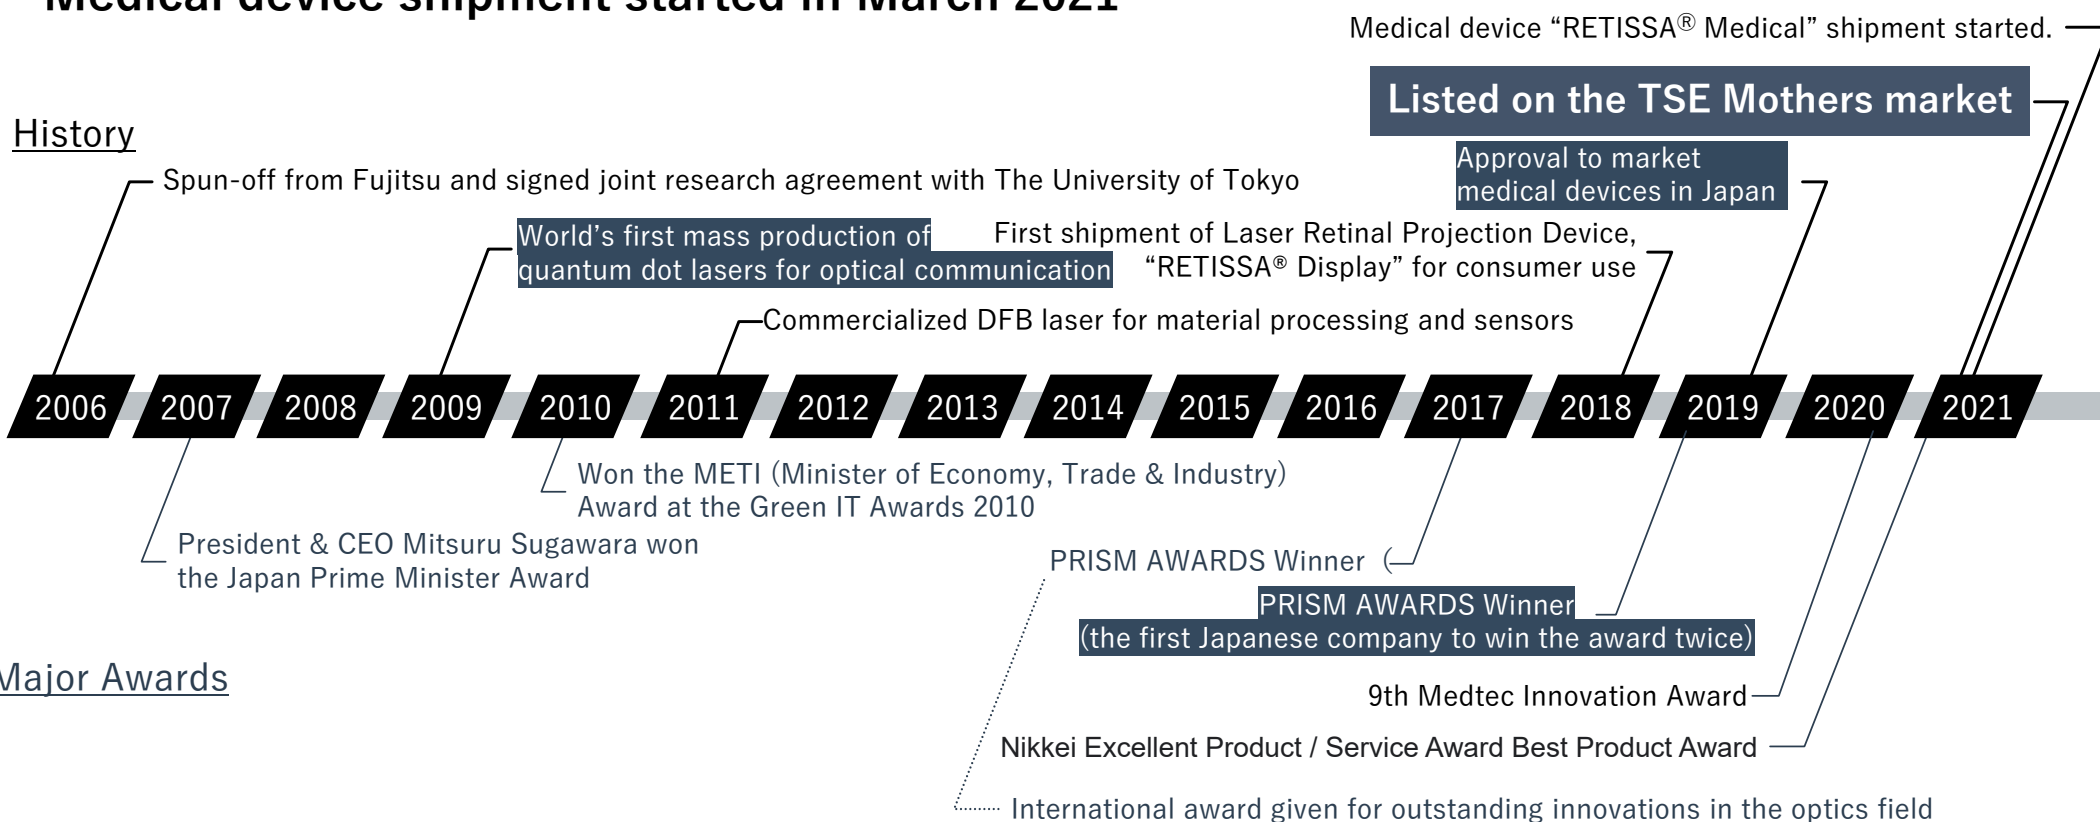 Medical device shipment started in March 2021
Medical device “RETISSA® Medical” shipment started.
Listed on the TSE Mothers market
History
Approval to market
medical devices in Japan
Spun-off from Fujitsu and signed joint research agreement with The University of Tokyo
World’s first mass production of
quantum dot lasers for optical communication
First shipment of Laser Retinal Projection Device,
“RETISSA® Display” for consumer use
Commercialized DFB laser for material processing and sensors
2006 2007 2008 2009 2010 2011 2012 2013 2014 2015 2016 2017 2018 2019 2020 2021
Won the METI (Minister of Economy, Trade & Industry)
Award at the Green IT Awards 2010
President & CEO Mitsuru Sugawara won
the Japan Prime Minister Award
PRISM AWARDS Winner (
PRISM AWARDS Winner
(the first Japanese company to win the award twice)
Major Awards
9th Medtec Innovation Award
Nikkei Excellent Product / Service Award Best Product Award
International award given for outstanding innovations in the optics field